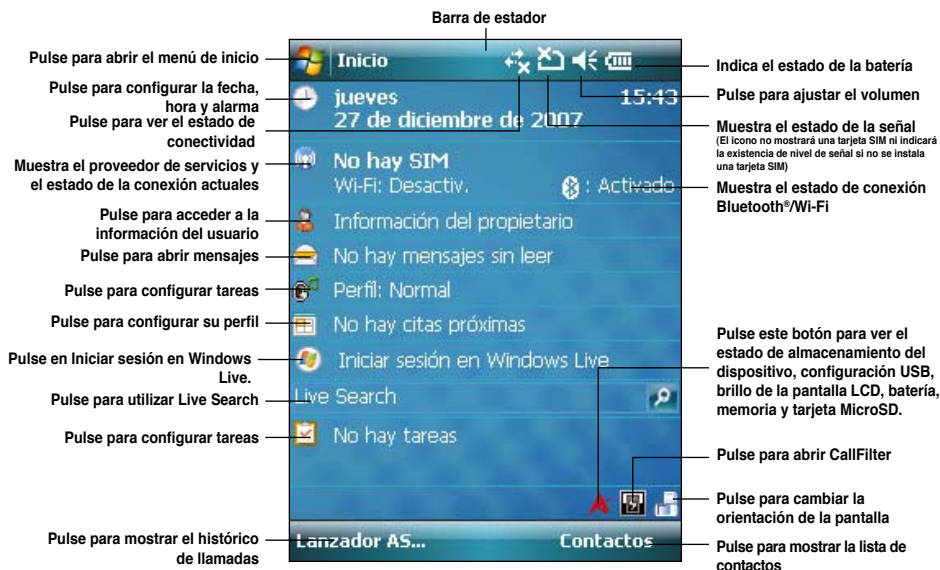 Barra de estador
Pulse para abrir el menú de inicio
Pulse para configurar la fecha,
hora y alarma
Pulse para ver el estado de
conectividad
Muestra el proveedor de servicios y
el estado de la conexión actuales
Pulse para acceder a la
información del usuario
Pulse para abrir mensajes
Pulse para configurar tareas
Pulse para configurar su perfil
Pulse en Iniciar sesión en Windows
Live.
Pulse para utilizar Live Search
Pulse para configurar tareas
Pulse para mostrar el histórico
de llamadas
Inicio
jueves 15:43
27 de diciembre de 2007
No hay SIM
Wi-Fi: Desactiv. : Activado
Información del propietario
No hay mensajes sin leer
Perfil: Normal
No hay citas próximas
Iniciar sesión en Windows Live
Live Search
No hay tareas
Lanzador AS... Contactos
Indica el estado de la batería
Pulse para ajustar el volumen
Muestra el estado de la señal
(El icono no mostrará una tarjeta SIM ni indicará
la existencia de nivel de señal si no se instala
una tarjeta SIM)
Muestra el estado de conexión
Bluetooth®/Wi-Fi
Pulse este botón para ver el
estado de almacenamiento del
dispositivo, configuración USB,
brillo de la pantalla LCD, batería,
memoria y tarjeta MicroSD.
Pulse para abrir CallFilter
Pulse para cambiar la
orientación de la pantalla
Pulse para mostrar la lista de
contactos